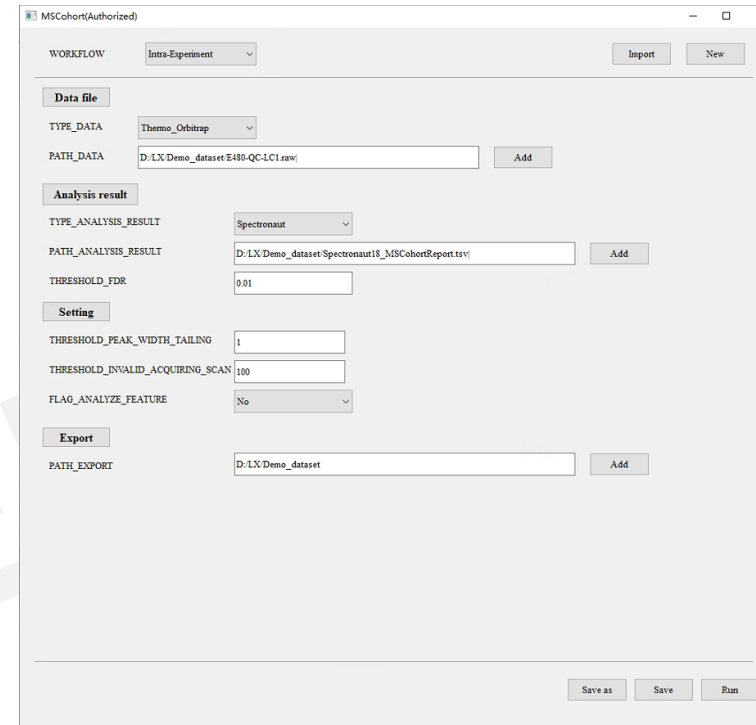 MSCohort(Authorized)
WORKFLOW Intra-Experiment Import New
Data file
TYPE_DATA Thermo_Orbitrap
PATH_DATA D:/LX/Demo_dataset/E480-QC-LC1.raw Add
Analysis result
TYPE_ANALYSIS_RESULT Spectronaut
PATH_ANALYSIS_RESULT D:/LX/Demo_dataset/Spectronaut18_MSCohortReport.tsv Add
THRESHOLD_FDR 0.01
Setting
THRESHOLD_PEAK_WIDTH_TAILING 1
THRESHOLD_INVALID_ACQUIRING_SCAN 100
FLAG_ANALYZE_FEATURE No
Export
PATH_EXPORT D:/LX/Demo_dataset Add
Save as Save Run